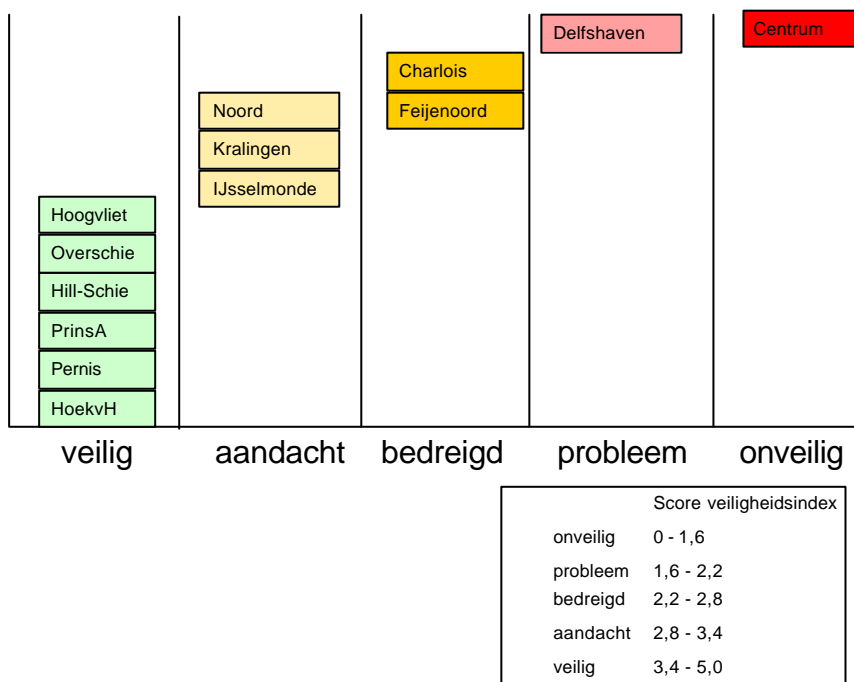 Delfshaven
Centrum
Charlois
Noord
Feijenoord
Kralingen
IJsselmonde
Hoogvliet
Overschie
Hill-Schie
PrinsA
Pernis
HoekvH
veilig aandacht bedreigd probleem onveilig
Score veiligheidsindex
onveilig 0 - 1,6
probleem 1,6 - 2,2
bedreigd 2,2 - 2,8
aandacht 2,8 - 3,4
veilig 3,4 - 5,0